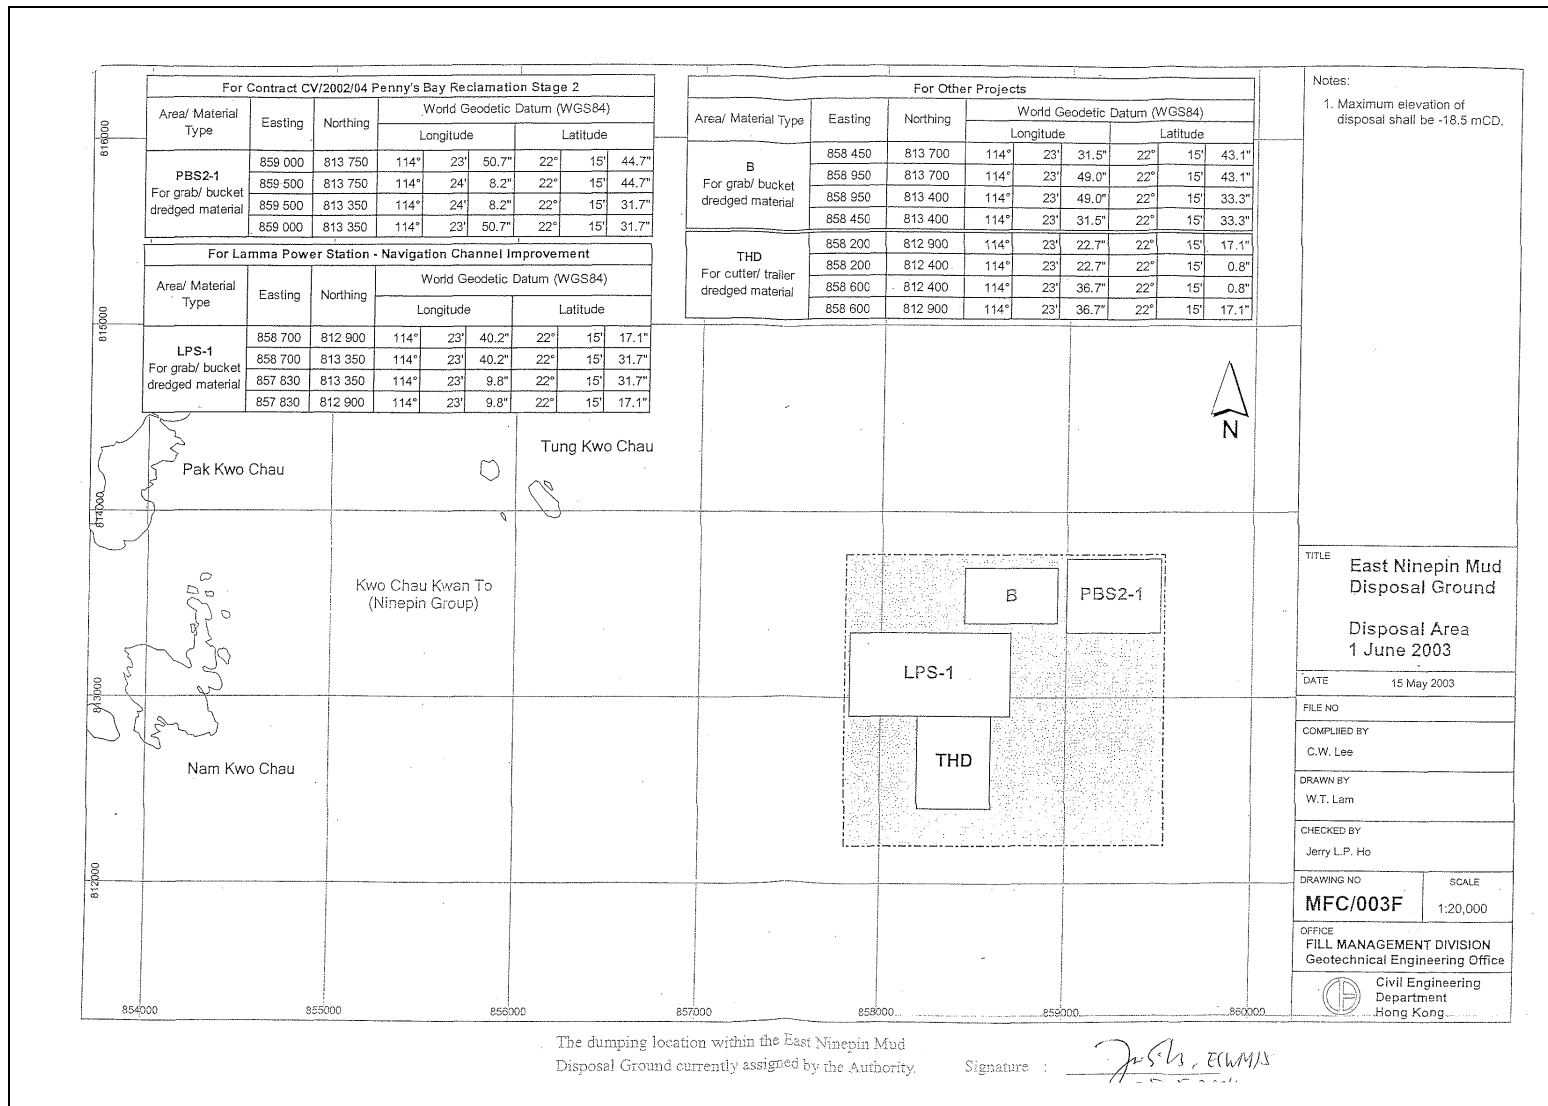 For Contract CV/2002/04 Penny's Bay Reclamation Stage 2
Area/ Material Type Easting Northing World Geodetic Datum (WGS84)
Longitude Latitude
PBS2-1
For grab/ bucket
dredged material
859 000 813 750 114° 23' 50.7" 22° 15' 44.7"
859 500 813 750 114° 24' 8.2" 22° 15' 44.7"
859 500 813 350 114° 24' 8.2" 22° 15' 31.7"
859 000 813 350 114° 23' 50.7" 22° 15' 31.7"
For Lamma Power Station - Navigation Channel Improvement
Area/ Material Type Easting Northing World Geodetic Datum (WGS84)
Longitude Latitude
LPS-1
For grab/ bucket
dredged material
858 700 812 900 114° 23' 40.2" 22° 15' 17.1"
858 700 813 350 114° 23' 40.2" 22° 15' 31.7"
857 830 813 350 114° 23' 9.8" 22° 15' 31.7"
857 830 812 900 114° 23' 9.8" 22° 15' 17.1"
For Other Projects
Area/ Material Type Easting Northing World Geodetic Datum (WGS84)
Longitude Latitude
B
For grab/ bucket
dredged material
858 450 813 700 114° 23' 31.5" 22° 15' 43.1"
858 950 813 700 114° 23' 49.0" 22° 15' 43.1"
858 950 813 400 114° 23' 49.0" 22° 15' 33.3"
858 450 813 400 114° 23' 31.5" 22° 15' 33.3"
THD
For cutter/ trailer
dredged material
858 200 812 900 114° 23' 22.7" 22° 15' 17.1"
858 200 812 400 114° 23' 22.7" 22° 15' 0.8"
858 600 812 400 114° 23' 36.7" 22° 15' 0.8"
858 600 812 900 114° 23' 36.7" 22° 15' 17.1"
Notes:
1. Maximum elevation of
disposal shall be -18.5 mCD.
816000
815000
814000
813000
812000
N
Tung Kwo Chau
Pak Kwo Chau
Kwo Chau Kwan To
(Ninepin Group)
Nam Kwo Chau
B
PBS2-1
LPS-1
THD
854000 855000 856000 857000 858000 859000 860000
TITLE
East Ninepin Mud
Disposal Ground
Disposal Area
1 June 2003
DATE 15 May 2003
FILE NO
COMPLIIED BY
C.W. Lee
DRAWN BY
W.T. Lam
CHECKED BY
Jerry L.P. Ho
DRAWING NO SCALE
MFC/003F 1:20,000
OFFICE
FILL MANAGEMENT DIVISION
Geotechnical Engineering Office
Civil Engineering
Department
Hong Kong
The dumping location within the East Ninepin Mud
Disposal Ground currently assigned by the Authority.
Signature :